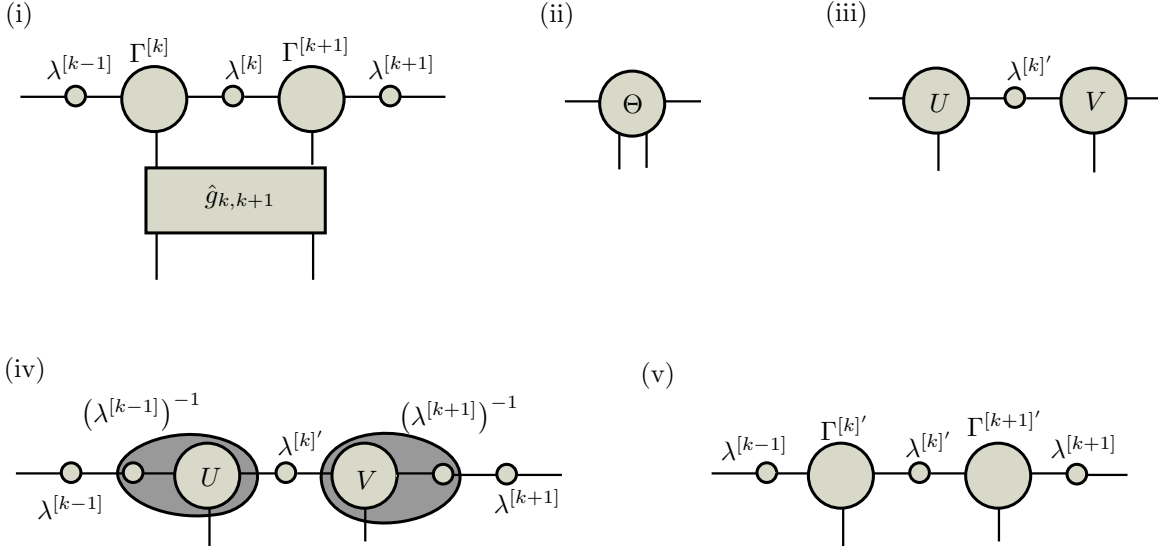 (i)
(ii)
(iii)
λ^{[k-1]} Γ^{[k]} λ^{[k]} Γ^{[k+1]} λ^{[k+1]}
Θ
U λ^{[k]′} V
ĝ_{k,k+1}
(iv)
(v)
(λ^{[k-1]})^{-1} (λ^{[k+1]})^{-1}
λ^{[k-1]} U λ^{[k]′} V λ^{[k+1]}
λ^{[k-1]} Γ^{[k]′} λ^{[k]′} Γ^{[k+1]′} λ^{[k+1]}